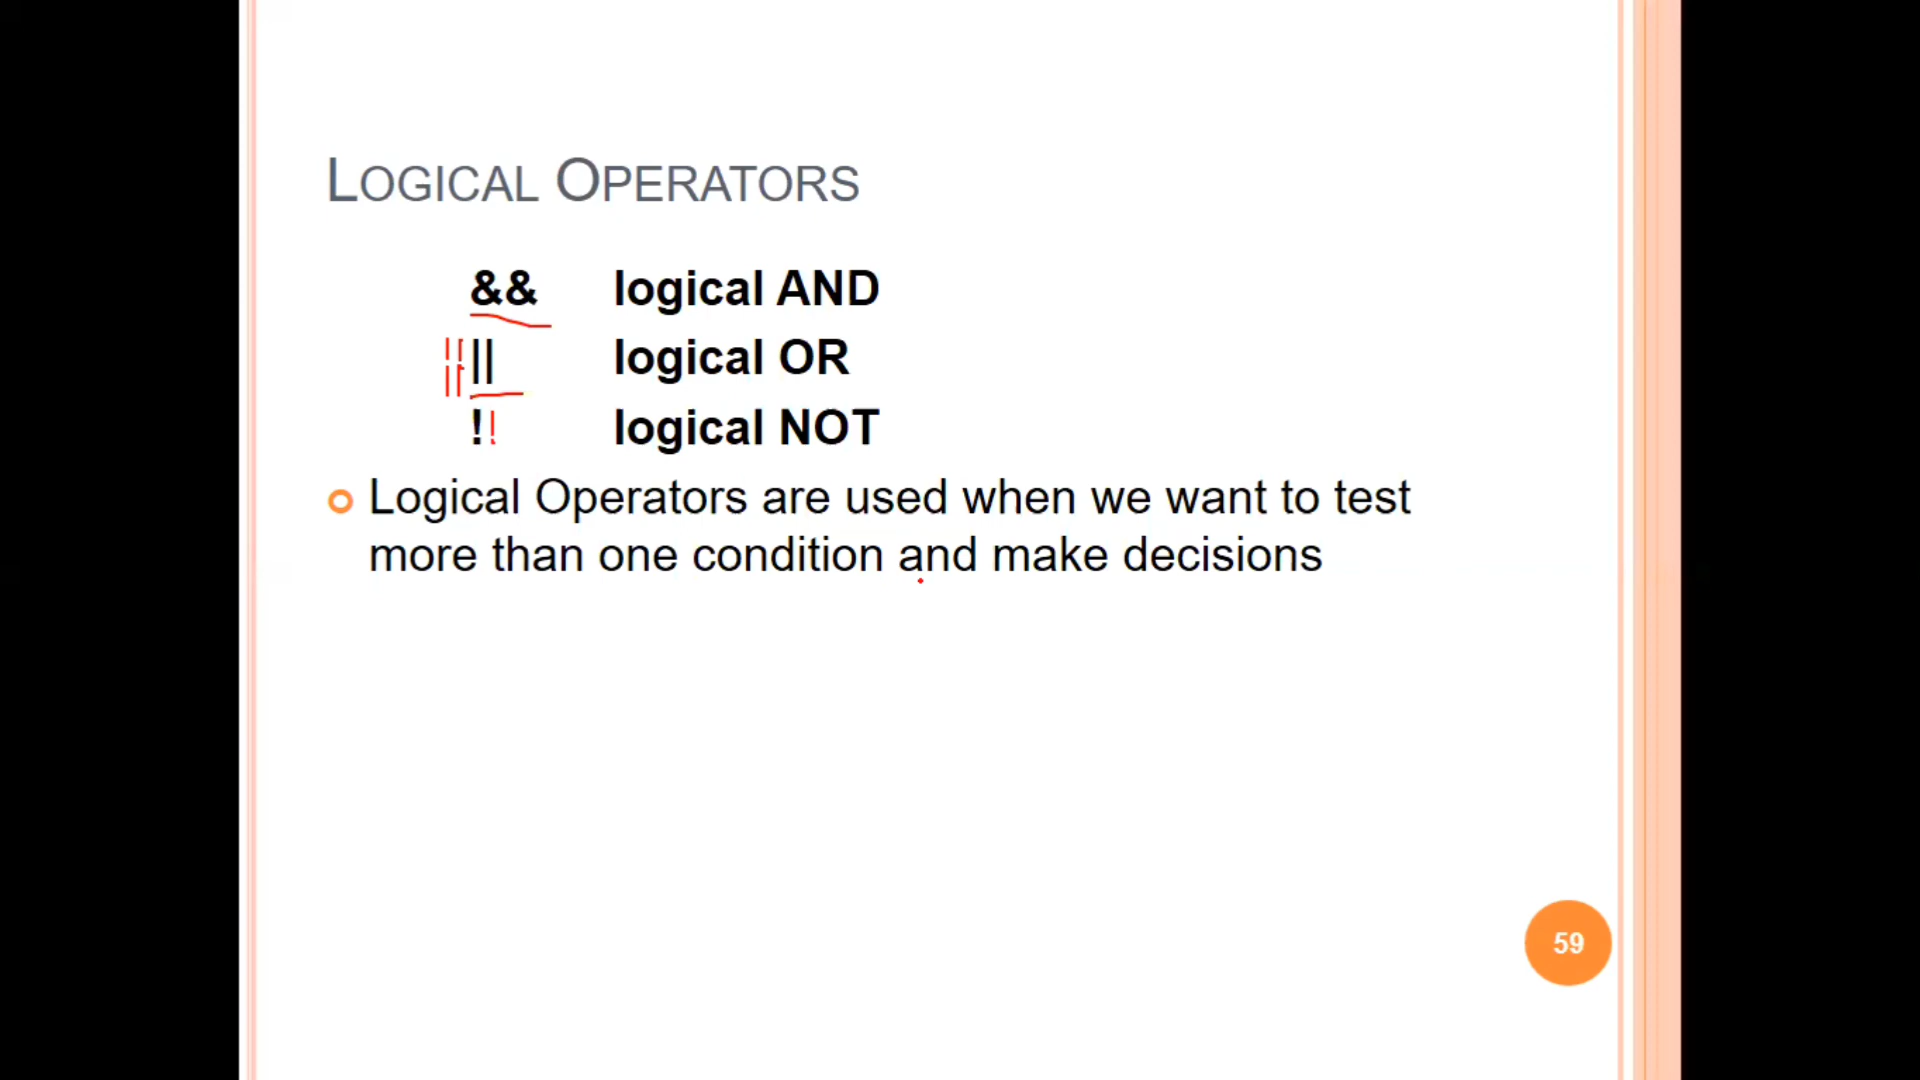 LOGICAL OPERATORS
&& logical AND
|| logical OR
! logical NOT
Logical Operators are used when we want to test
more than one condition and make decisions
59